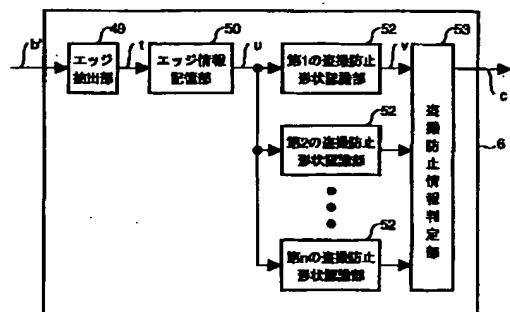 49
50
52
53
b'
エッジ
抽出部
t
エッジ情報
記憶部
u
第1の盗撮防止
形状認識部
v
盗撮防止情報判定部
c
6
52
第2の盗撮防止
形状認識部
52
第nの盗撮防止
形状認識部